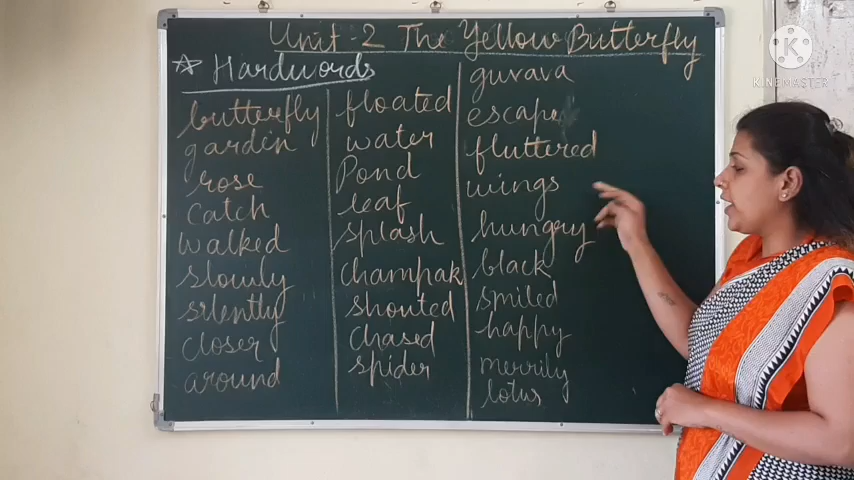 Unit-2 The Yellow Butterfly
☆ Hardwords
butterfly
garden
rose
catch
walked
slowly
silently
closer
around
floated
water
Pond
leaf
splash
champak
shouted
chased
spider
guvava
escape
fluttered
wings
hungry
black
smiled
happy
merrily
lotus
K
KINEMASTER